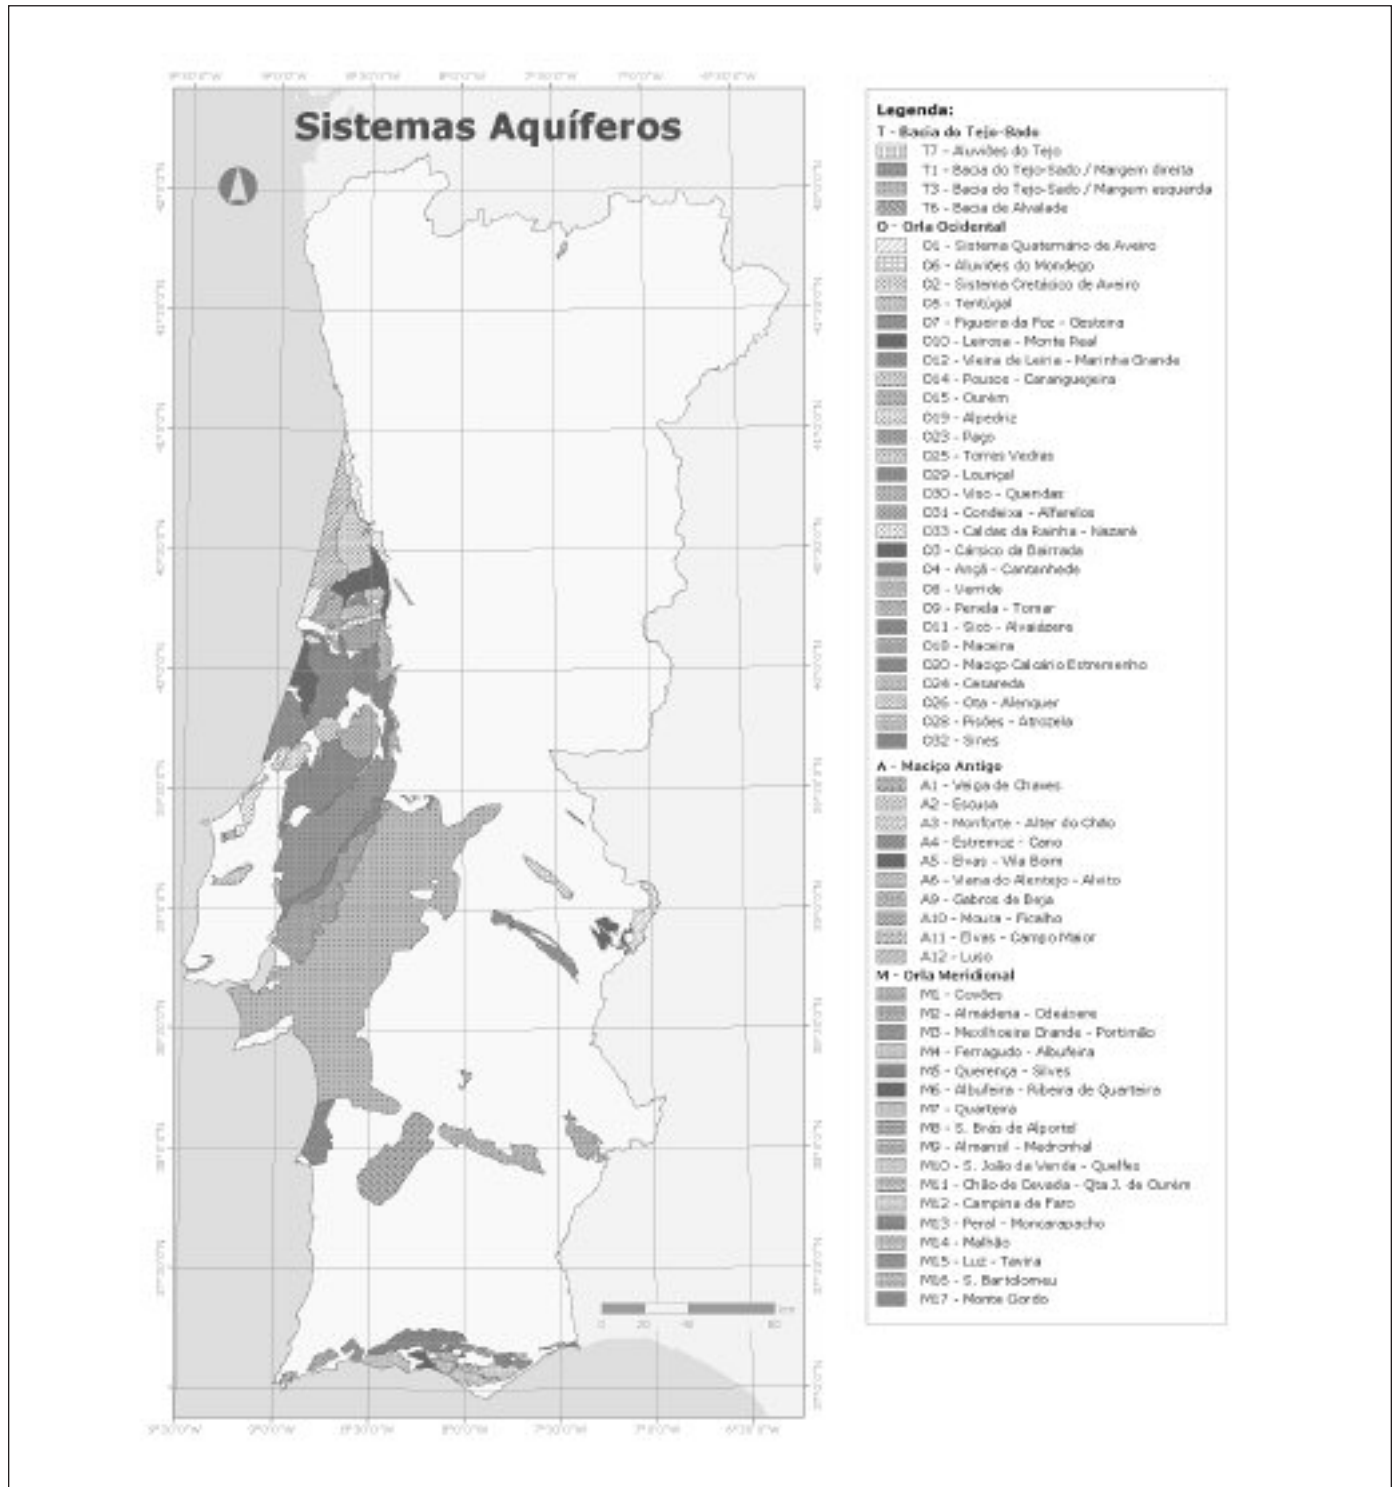 Sistemas Aquíferos
Legenda:
T - Bacia do Tejo-Sado
T7 - Aluviões do Tejo
T1 - Bacia do Tejo-Sado / Margem direita
T3 - Bacia do Tejo-Sado / Margem esquerda
T6 - Bacia de Alvalade
O - Orla Ocidental
O1 - Sistema Quaternário de Aveiro
O6 - Aluviões do Mondego
O2 - Sistema Cretácico de Aveiro
O5 - Tentúgal
O7 - Figueira da Foz - Gesteira
O10 - Leirosa - Monte Real
O12 - Vieira de Leiria - Marinha Grande
O14 - Pousos - Caranguejeira
O15 - Ourém
O19 - Alpedriz
O23 - Paço
O25 - Torres Vedras
O29 - Louriçal
O30 - Viso - Queridas
O31 - Condeixa - Alfarelos
O33 - Caldas da Rainha - Nazaré
O3 - Cársico da Bairrada
O4 - Ançã - Cantanhede
O8 - Verride
O9 - Penela - Tomar
O11 - Sicó - Alvaiázere
O18 - Maceira
O20 - Maciço Calcário Estremenho
O24 - Cesareda
O26 - Ota - Alenquer
O28 - Pisões - Atrozela
O32 - Sines
A - Maciço Antigo
A1 - Veiga de Chaves
A2 - Escusa
A3 - Monforte - Alter do Chão
A4 - Estremoz - Cano
A5 - Elvas - Vila Boim
A6 - Viana do Alentejo - Alvito
A9 - Gabros de Beja
A10 - Moura - Ficalho
A11 - Elvas - Campo Maior
A12 - Luso
M - Orla Meridional
M1 - Covões
M2 - Almádena - Odeáxere
M3 - Mexilhoeira Grande - Portimão
M4 - Ferragudo - Albufeira
M5 - Querença - Silves
M6 - Albufeira - Ribeira de Quarteira
M7 - Quarteira
M8 - S. Brás de Alportel
M9 - Almansil - Medronhal
M10 - S. João da Venda - Quelfes
M11 - Chão de Cevada - Qta J. de Ourém
M12 - Campina de Faro
M13 - Peral - Moncarapacho
M14 - Malhão
M15 - Luz - Tavira
M16 - S. Bartolomeu
M17 - Monte Gordo
0 20 40 80